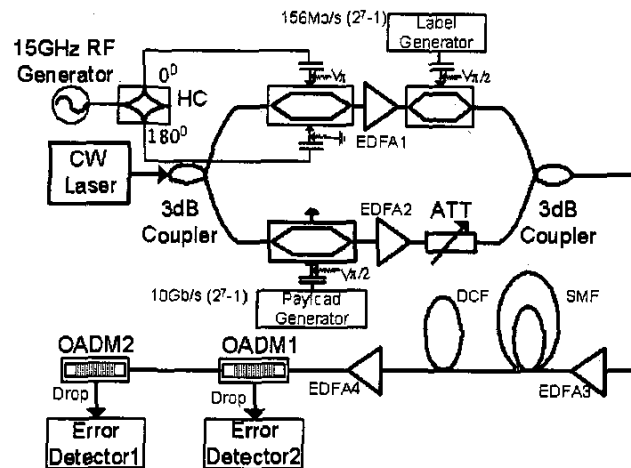 156Mb/s (2⁷-1)
Label
Generator
15GHz RF
Generator
0⁰
HC
180⁰
Vπ
Vπ/2
EDFA1
CW
Laser
3dB
Coupler
EDFA2
ATT
3dB
Coupler
Vπ/2
10Gb/s (2⁷-1)
Payload
Generator
DCF
SMF
OADM2
OADM1
EDFA4
EDFA3
Drop
Drop
Error
Detector1
Error
Detector2